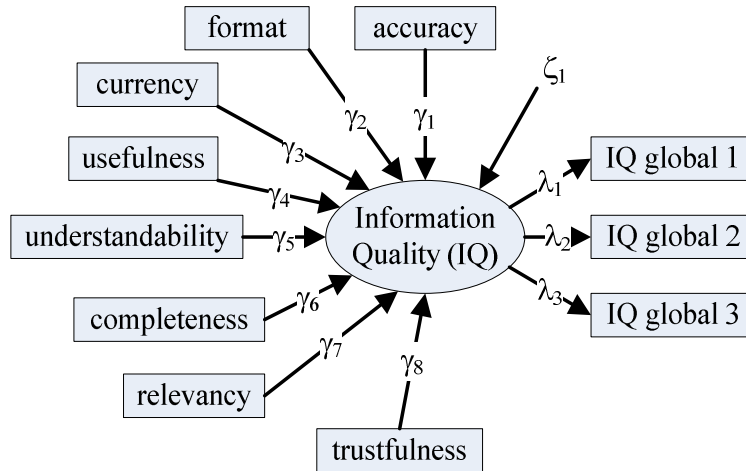 format
accuracy
currency
ζ1
γ1
γ2
γ3
usefulness
γ4
IQ global 1
λ1
understandability
γ5
Information
Quality (IQ)
λ2
IQ global 2
λ3
IQ global 3
completeness
γ6
γ7
relevancy
γ8
trustfulness